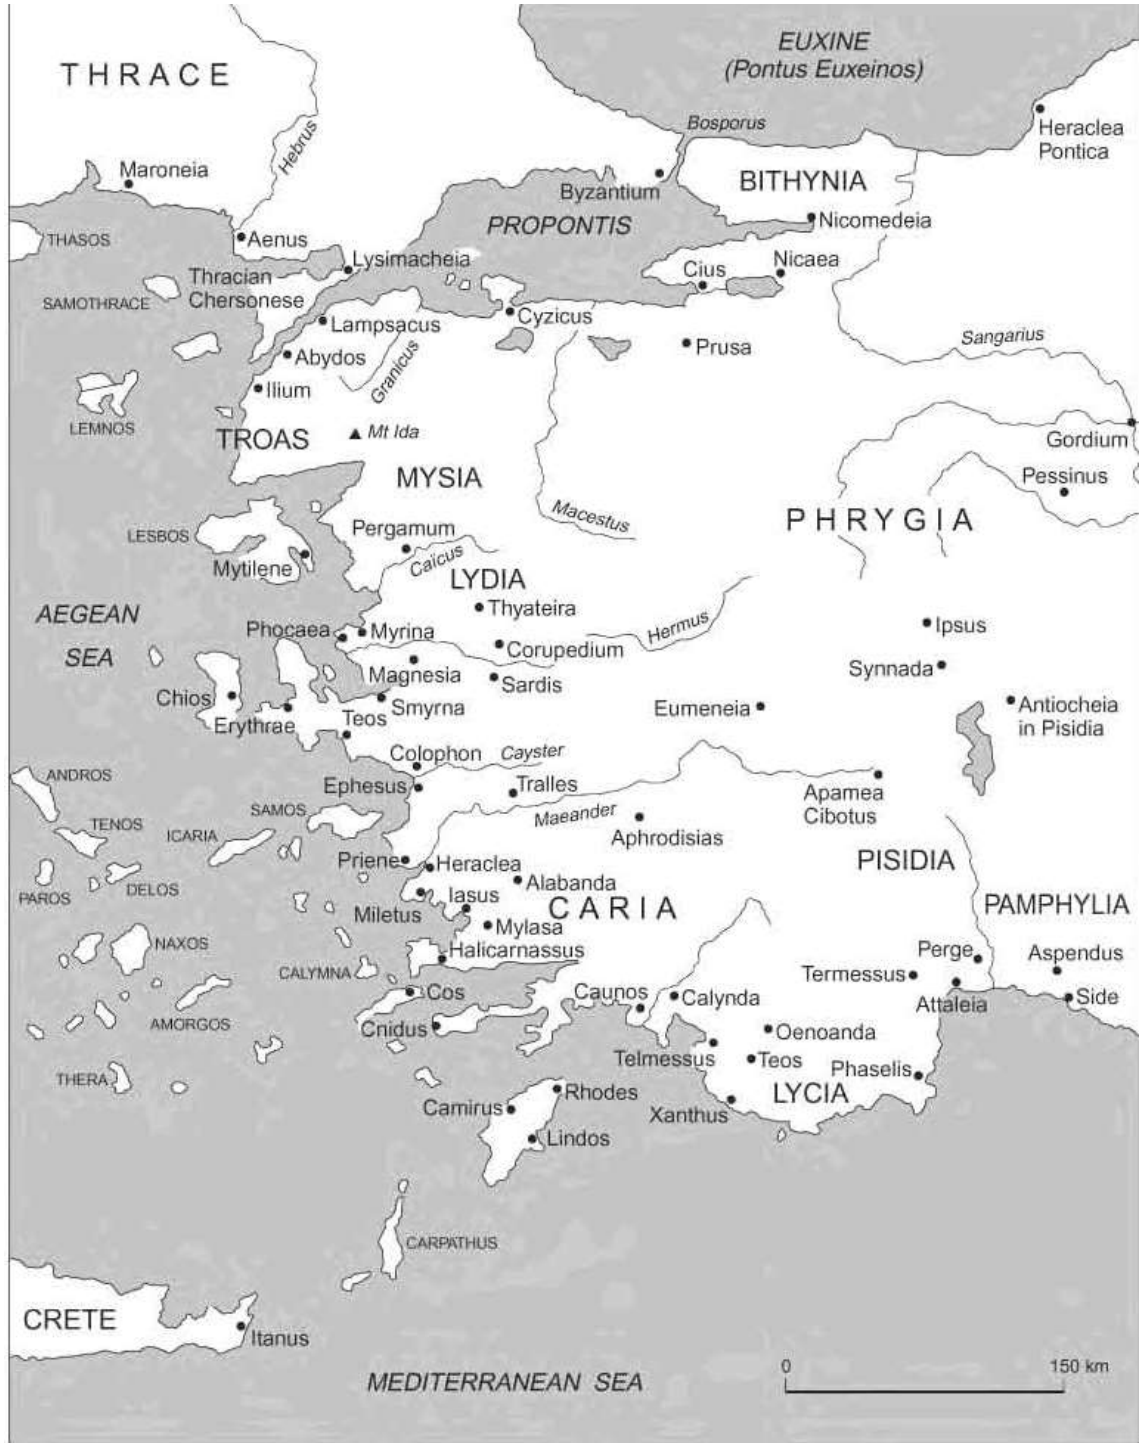 EUXINE
(Pontus Euxeinos)
THRACE
Bosporus
Heraclea
Pontica
Hebrus
Maroneia
Byzantium
BITHYNIA
PROPONTIS
Nicomedeia
THASOS
Aenus
Lysimacheia
Nicaea
Thracian
Chersonese
Cius
SAMOTHRACE
Lampsacus
Cyzicus
Sangarius
Prusa
Abydos
Granicus
Ilium
LEMNOS
TROAS
Mt Ida
Gordium
MYSIA
Pessinus
Macestus
PHRYGIA
LESBOS
Pergamum
Mytilene
Caïcus
LYDIA
Thyateira
AEGEAN
SEA
Phocaea
Myrina
Hermus
Ipsus
Corupedium
Magnesia
Synnada
Sardis
Chios
Smyrna
Eumeneia
Antiocheia
in Pisidia
Erythrae
Teos
Colophon
Cayster
ANDROS
Ephesus
Tralles
Apamea
Cibotus
SAMOS
Maeander
TENOS
ICARIA
Aphrodisias
Priene
Heraclea
PISIDIA
PAROS
DELOS
Alabanda
Miletus
Iasus
CARIA
PAMPHYLIA
Mylasa
NAXOS
Halicarnassus
Perge
Aspendus
CALYMNA
Termessus
Cos
Caunos
Calynda
Attaleia
Side
AMORGOS
Cnidus
Oenoanda
Telmessus
Teos
Phaselis
THERA
Rhodes
LYCIA
Camirus
Xanthus
Lindos
CARPATHUS
CRETE
Itanus
MEDITERRANEAN SEA
0
150 km